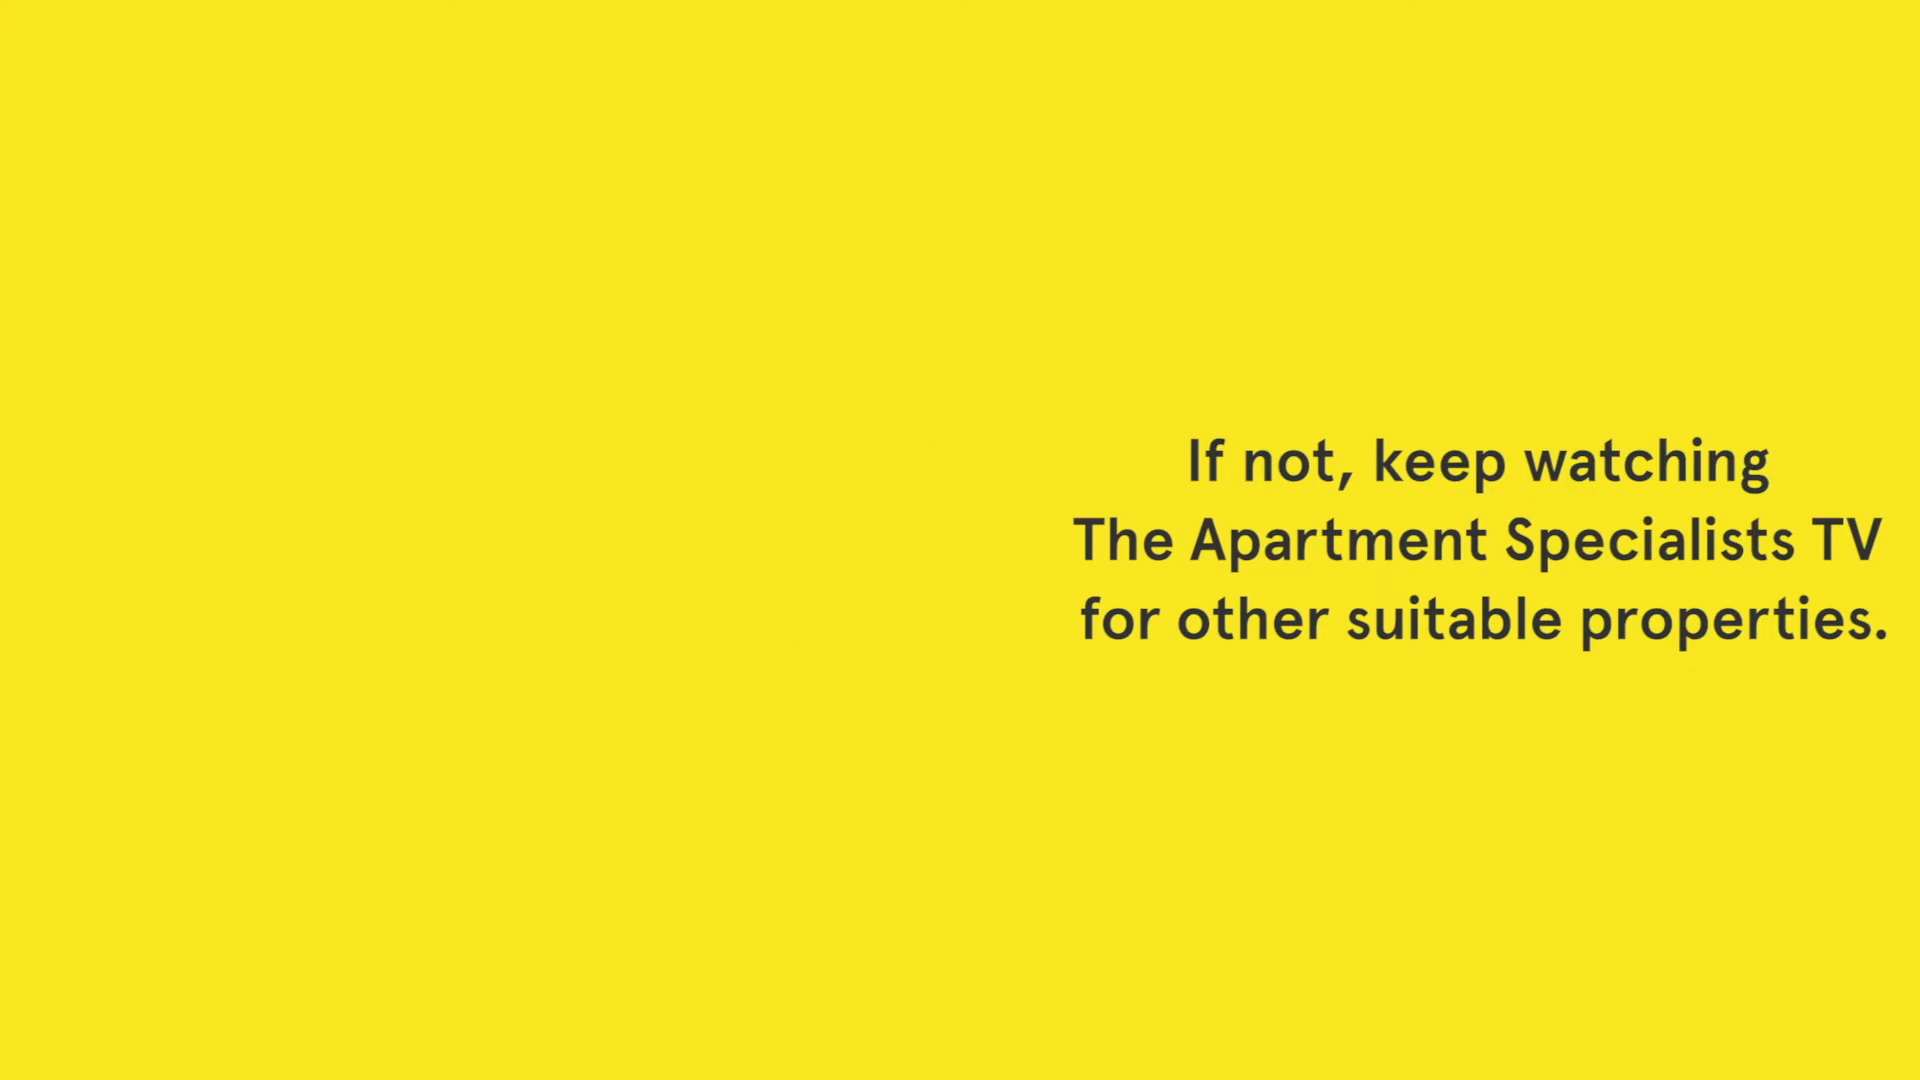 If not, keep watching
The Apartment Specialists TV
for other suitable properties.